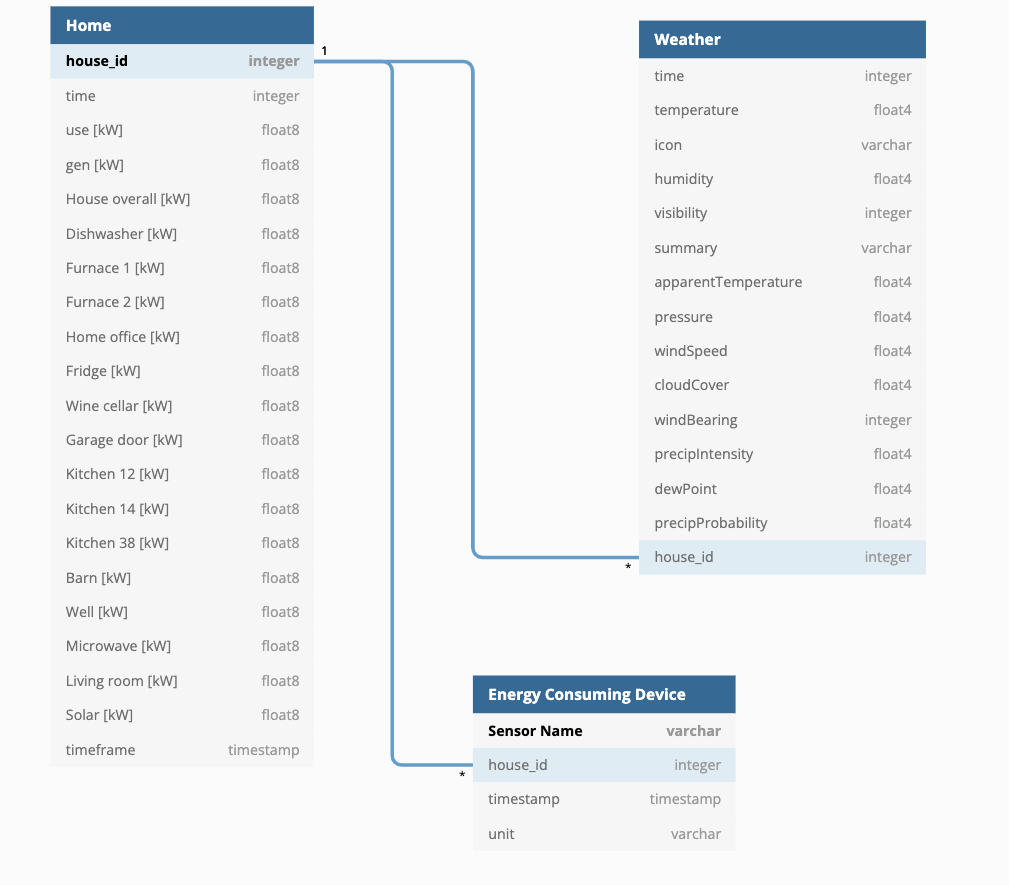 Home
house_id integer
time integer
use [kW] float8
gen [kW] float8
House overall [kW] float8
Dishwasher [kW] float8
Furnace 1 [kW] float8
Furnace 2 [kW] float8
Home office [kW] float8
Fridge [kW] float8
Wine cellar [kW] float8
Garage door [kW] float8
Kitchen 12 [kW] float8
Kitchen 14 [kW] float8
Kitchen 38 [kW] float8
Barn [kW] float8
Well [kW] float8
Microwave [kW] float8
Living room [kW] float8
Solar [kW] float8
timeframe timestamp
1
*
*
Weather
time integer
temperature float4
icon varchar
humidity float4
visibility integer
summary varchar
apparentTemperature float4
pressure float4
windSpeed float4
cloudCover float4
windBearing integer
precipIntensity float4
dewPoint float4
precipProbability float4
house_id integer
Energy Consuming Device
Sensor Name varchar
house_id integer
timestamp timestamp
unit varchar